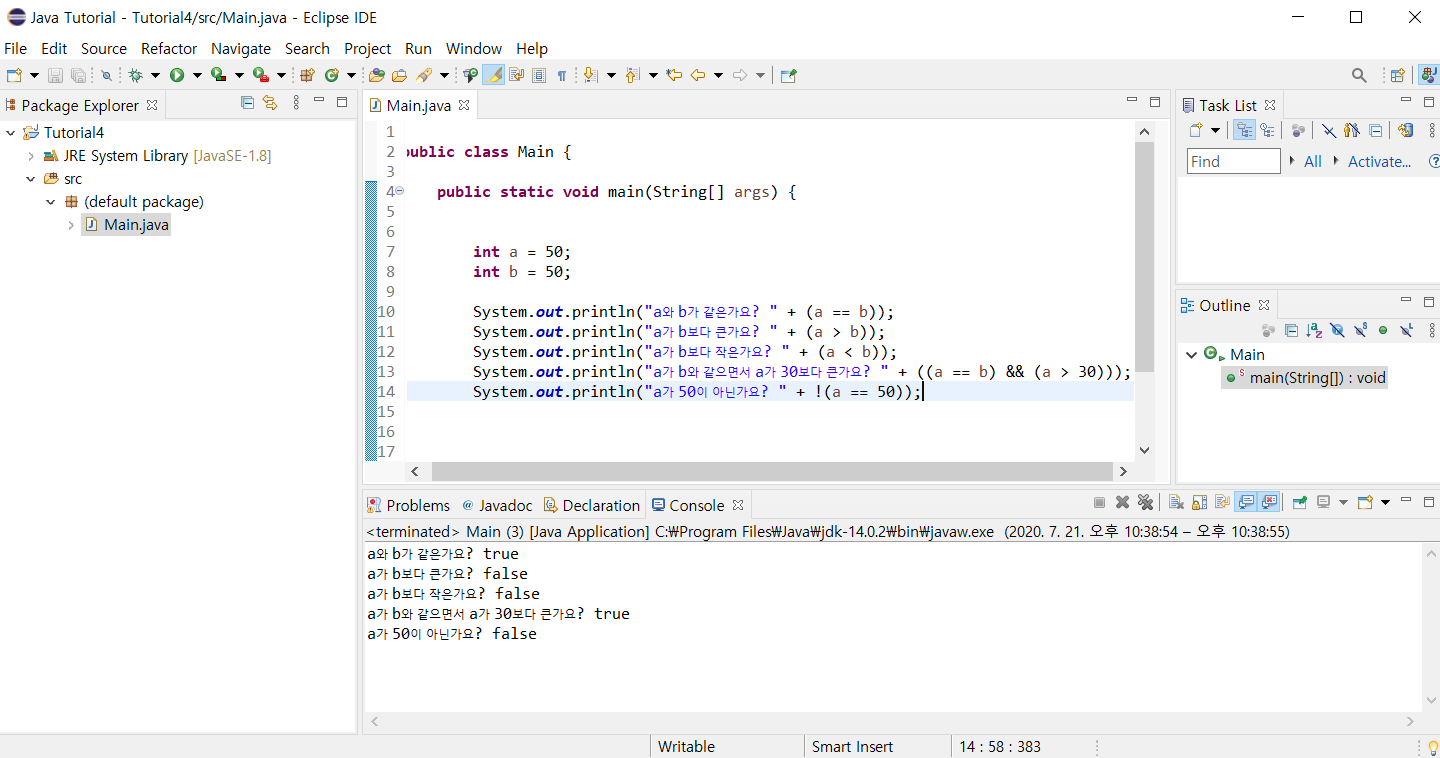 Java Tutorial - Tutorial4/src/Main.java - Eclipse IDE
File Edit Source Refactor Navigate Search Project Run Window Help
Package Explorer
Tutorial4
JRE System Library [JavaSE-1.8]
src
(default package)
Main.java
Main.java
1
2 public class Main {
3
4 public static void main(String[] args) {
5
6
7 int a = 50;
8 int b = 50;
9
10 System.out.println("a와 b가 같은가요? " + (a == b));
11 System.out.println("a가 b보다 큰가요? " + (a > b));
12 System.out.println("a가 b보다 작은가요? " + (a < b));
13 System.out.println("a가 b와 같으면서 a가 30보다 큰가요? " + ((a == b) && (a > 30)));
14 System.out.println("a가 50이 아닌가요? " + !(a == 50));
15
16
17
Task List
Find All Activate...
Outline
Main
main(String[]) : void
Problems @ Javadoc Declaration Console
<terminated> Main (3) [Java Application] C:₩Program Files₩Java₩jdk-14.0.2₩bin₩javaw.exe (2020. 7. 21. 오후 10:38:54 – 오후 10:38:55)
a와 b가 같은가요? true
a가 b보다 큰가요? false
a가 b보다 작은가요? false
a가 b와 같으면서 a가 30보다 큰가요? true
a가 50이 아닌가요? false
Writable Smart Insert 14 : 58 : 383